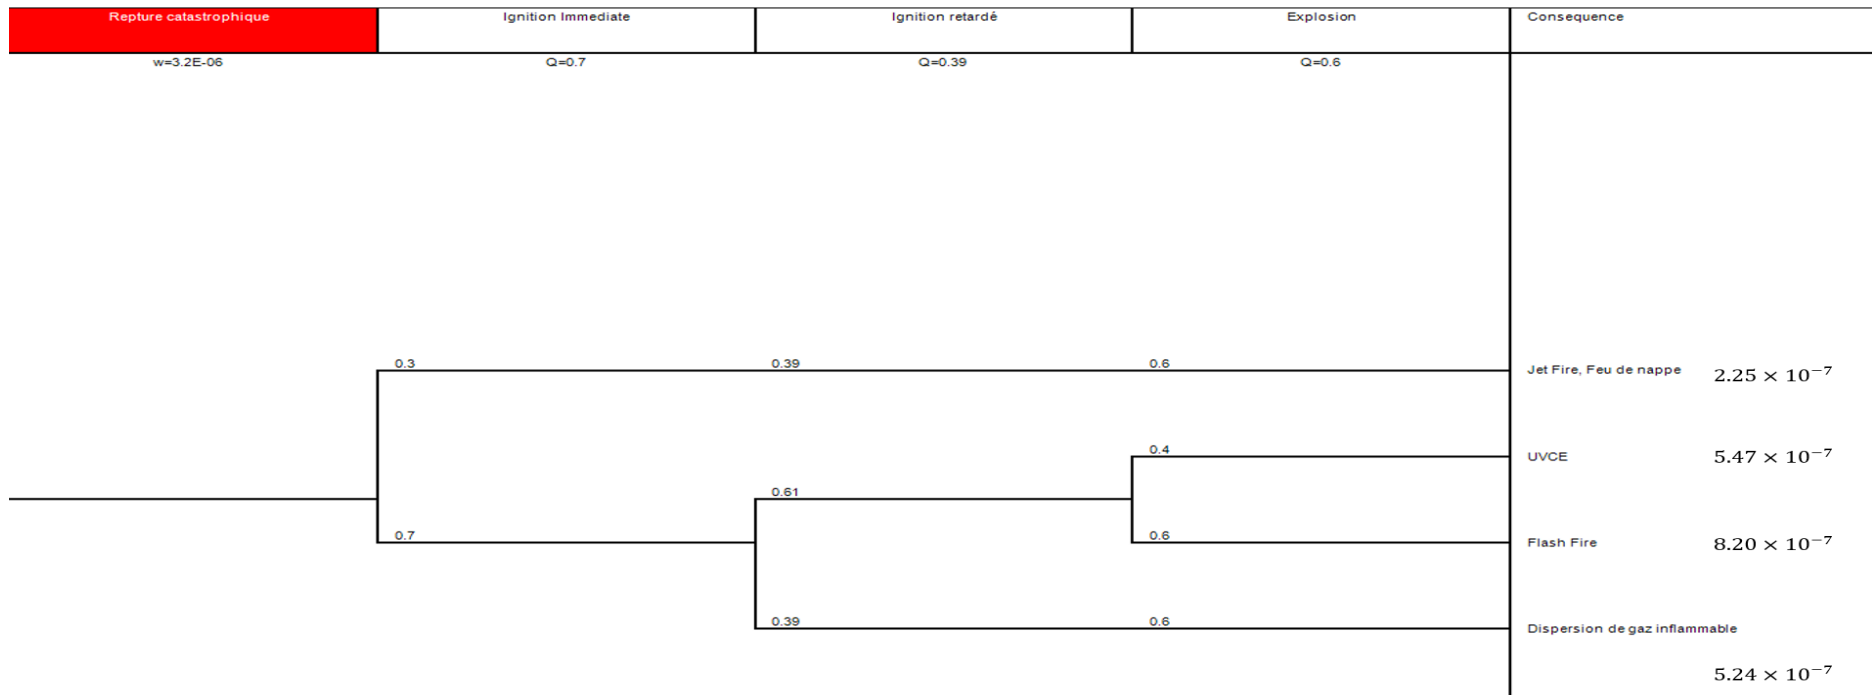 Repture catastrophique Ignition Immediate Ignition retardé Explosion Consequence
w=3.2E-06 Q=0.7 Q=0.39 Q=0.6
0.3 0.39 0.6 Jet Fire, Feu de nappe 2.25 × 10⁻⁷
0.4 UVCE 5.47 × 10⁻⁷
0.61
0.7 0.6 Flash Fire 8.20 × 10⁻⁷
0.39 0.6 Dispersion de gaz inflammable
5.24 × 10⁻⁷